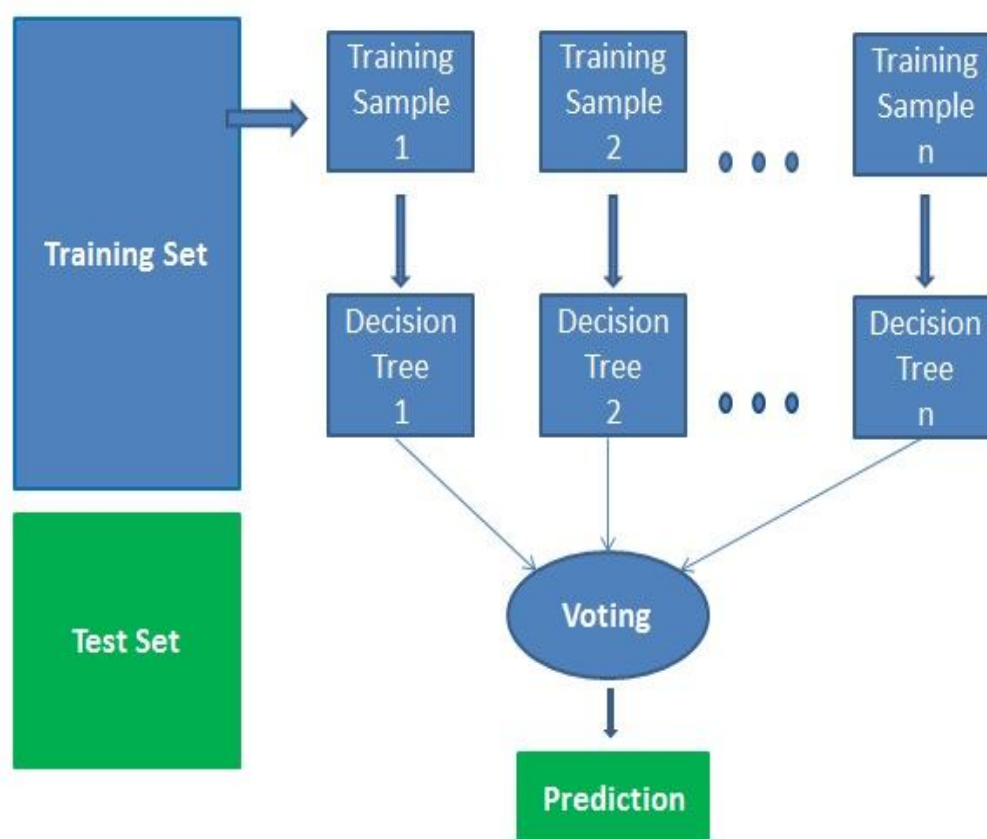 Training
Sample
1
Training
Sample
2
Training
Sample
n
Training Set
Decision
Tree
1
Decision
Tree
2
Decision
Tree
n
Voting
Test Set
Prediction